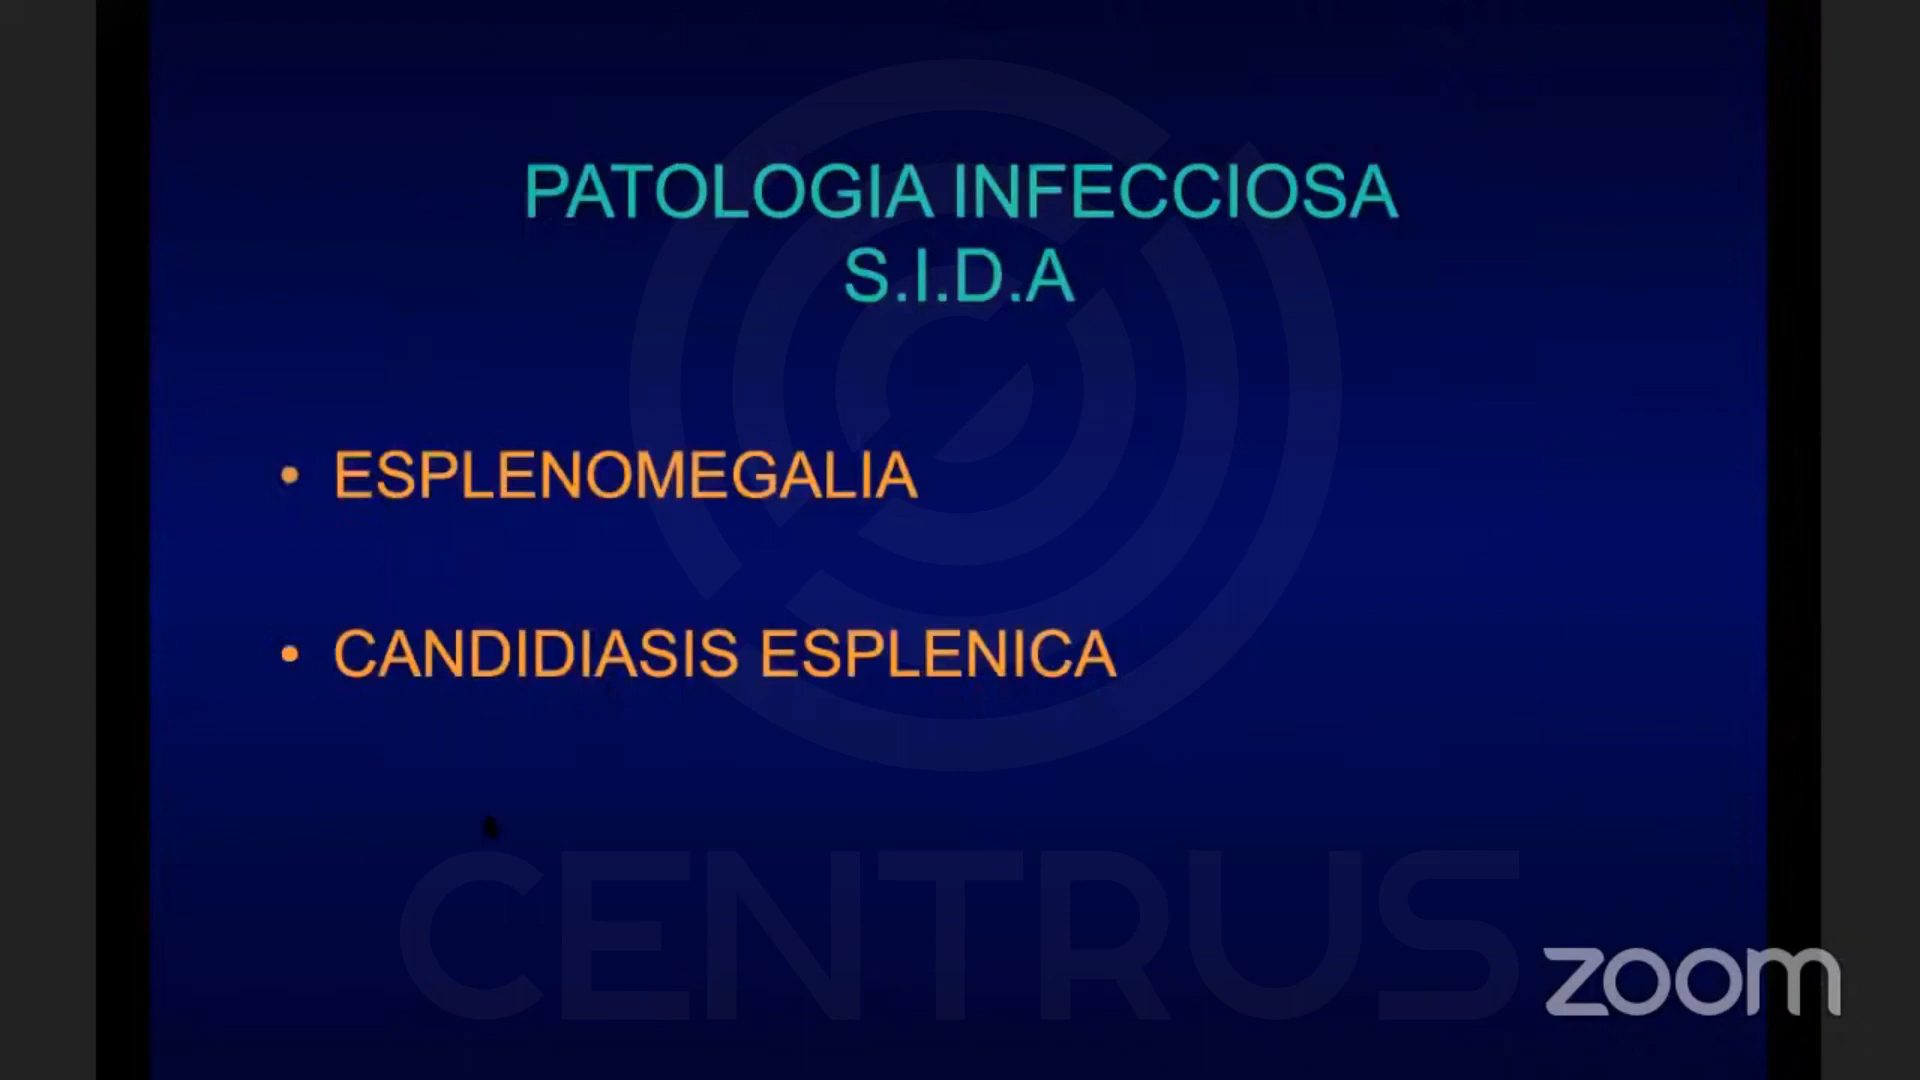 PATOLOGIA INFECCIOSA
S.I.D.A
• ESPLENOMEGALIA
• CANDIDIASIS ESPLENICA
CENTRUS
zoom